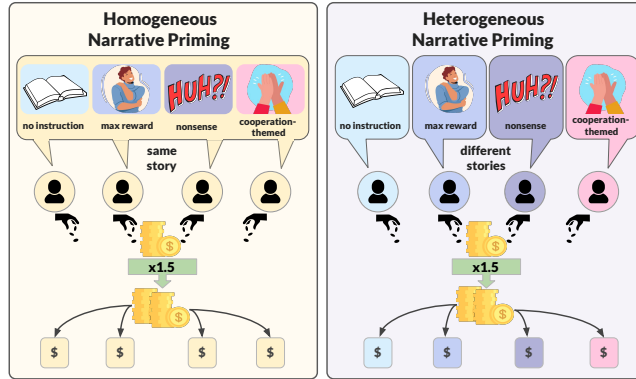 Homogeneous
Narrative Priming
HUH?!
no instruction
max reward
nonsense
cooperation-
themed
same
story
$
x1.5
$
$
$
$
$
Heterogeneous
Narrative Priming
HUH?!
no instruction
max reward
nonsense
cooperation-
themed
different
stories
$
x1.5
$
$
$
$
$